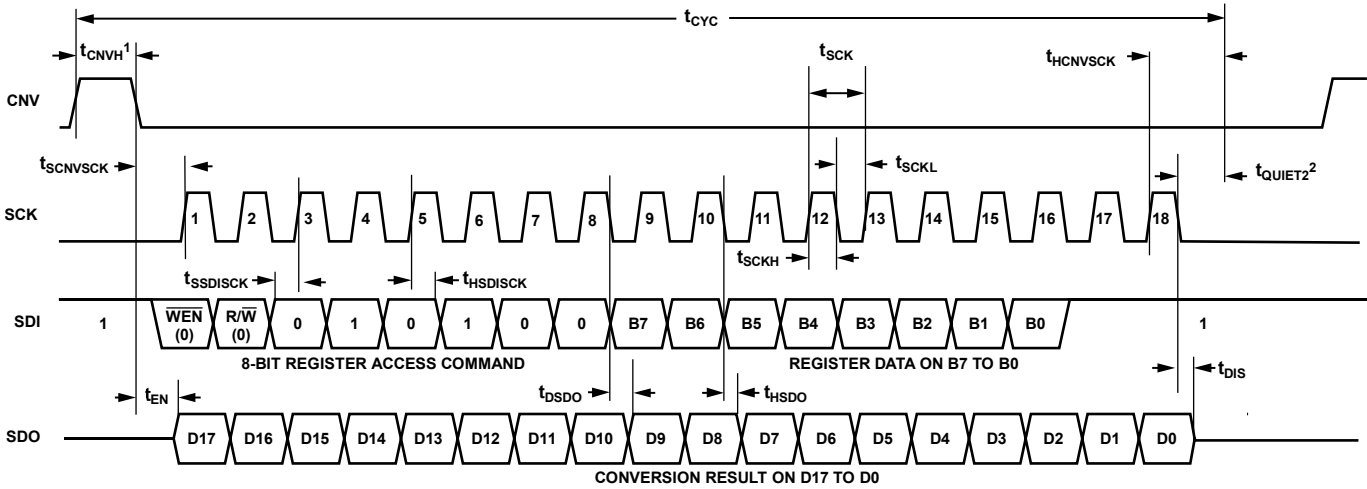 tCYC
tCNVH1
tSCK
tHCNVSCK
CNV
tSCNVSCK
tSCKL
tQUIET22
SCK
1 2 3 4 5 6 7 8 9 10 11 12 13 14 15 16 17 18
tSCKH
tSSDISCK
tHSDISCK
SDI
1 WEN (0) R/W (0) 0 1 0 1 0 0 B7 B6 B5 B4 B3 B2 B1 B0 1
8-BIT REGISTER ACCESS COMMAND
REGISTER DATA ON B7 TO B0
tEN
tDSDO
tHSDO
tDIS
SDO
D17 D16 D15 D14 D13 D12 D11 D10 D9 D8 D7 D6 D5 D4 D3 D2 D1 D0
CONVERSION RESULT ON D17 TO D0